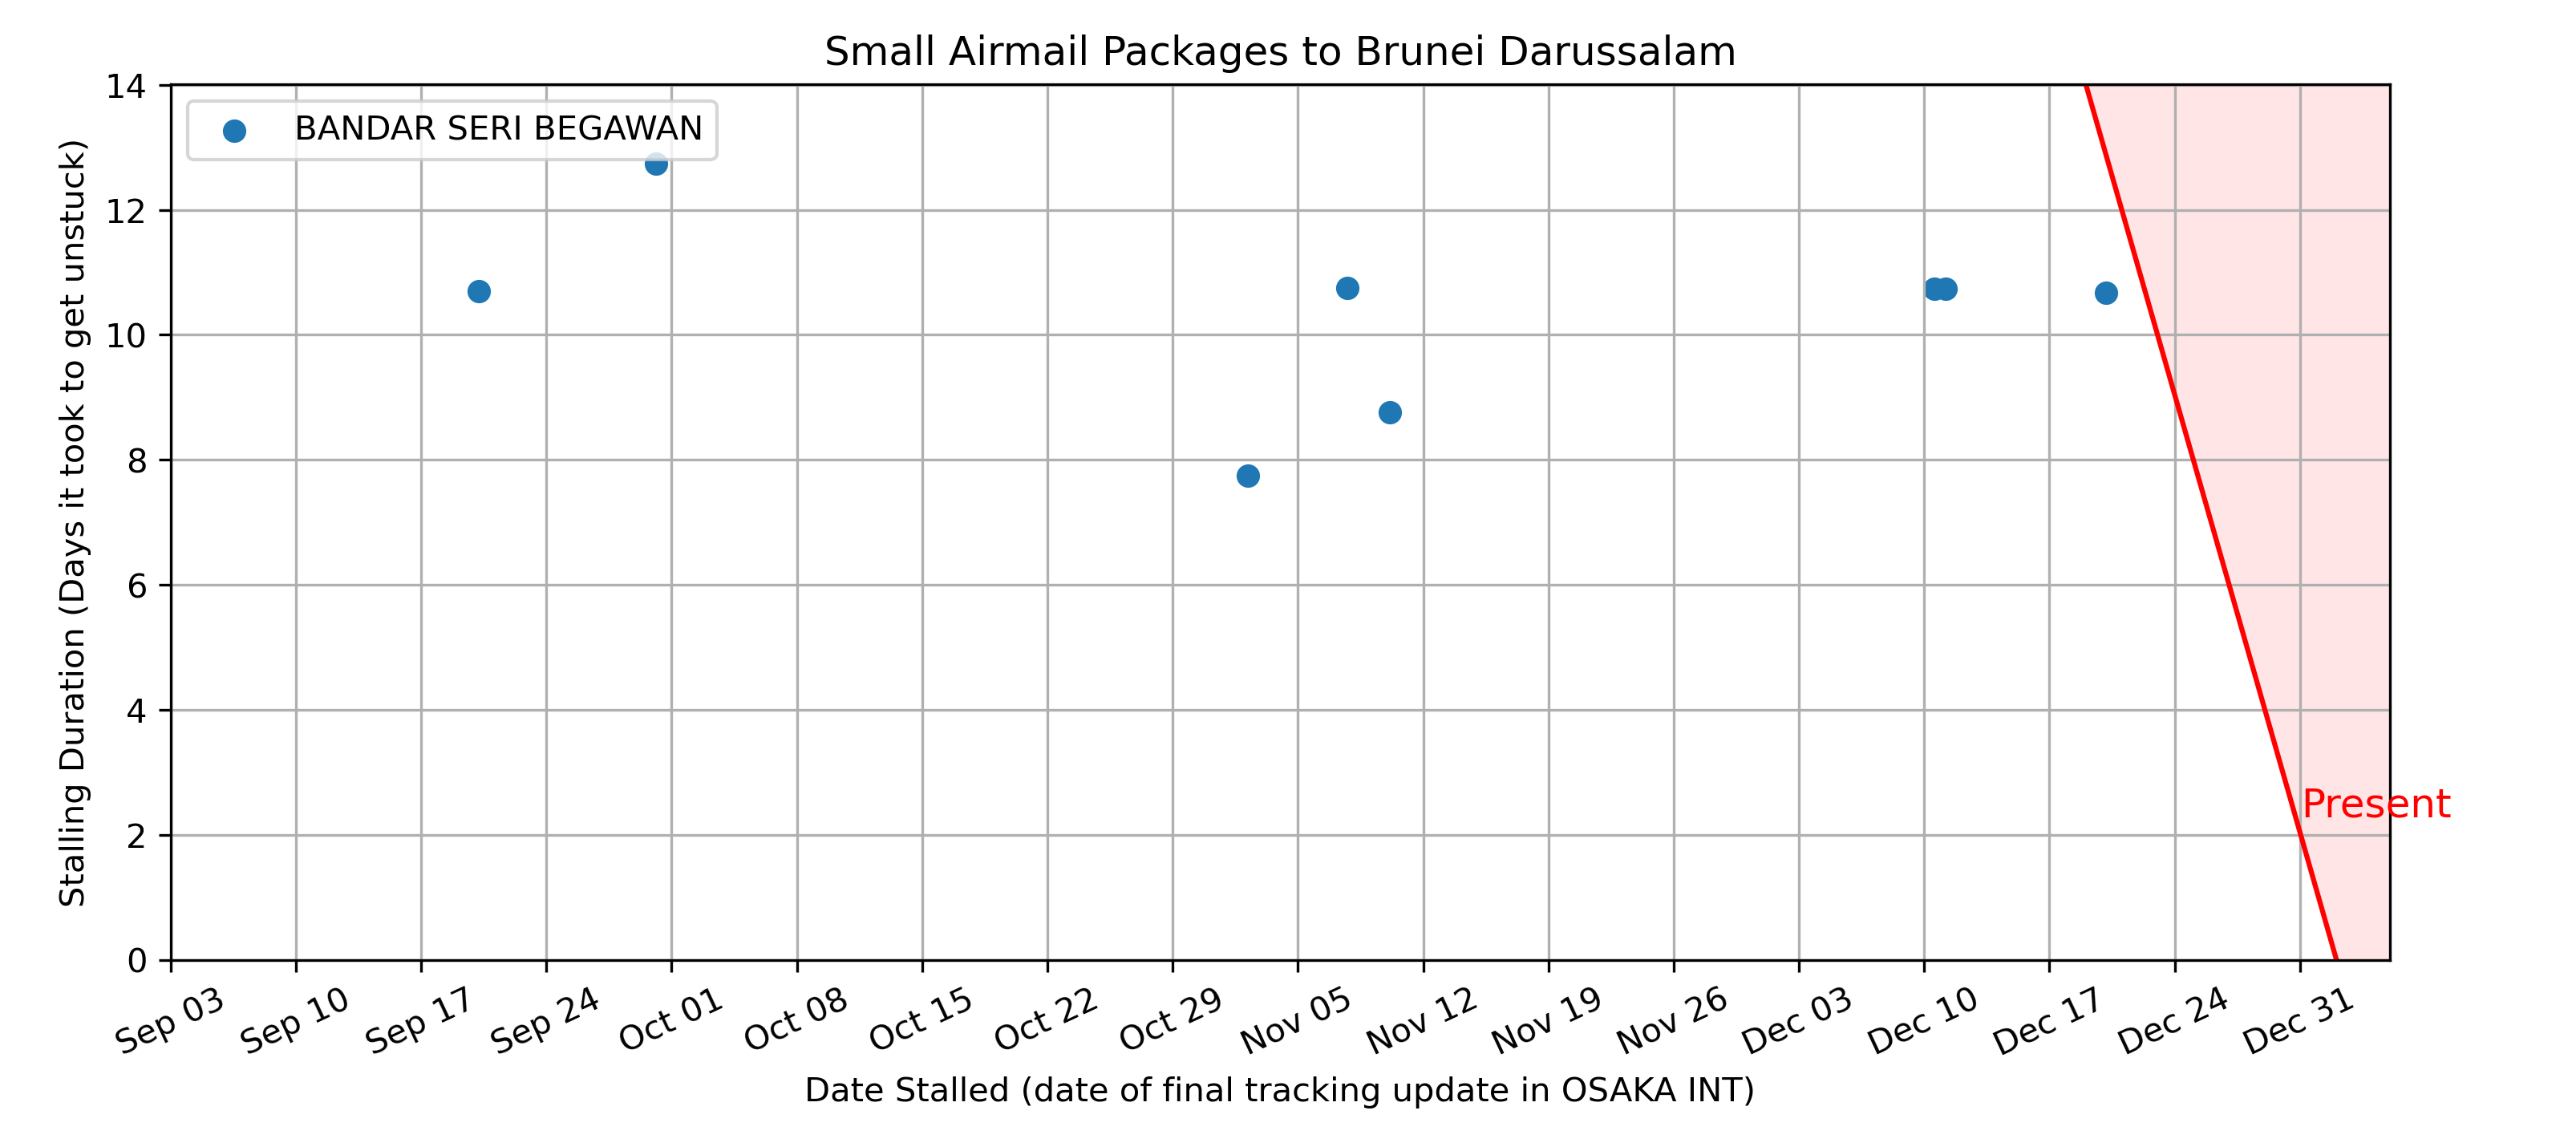 Small Airmail Packages to Brunei Darussalam
BANDAR SERI BEGAWAN
Stalling Duration (Days it took to get unstuck)
14
12
10
8
6
4
2
0
Present
Sep 03
Sep 10
Sep 17
Sep 24
Oct 01
Oct 08
Oct 15
Oct 22
Oct 29
Nov 05
Nov 12
Nov 19
Nov 26
Dec 03
Dec 10
Dec 17
Dec 24
Dec 31
Date Stalled (date of final tracking update in OSAKA INT)